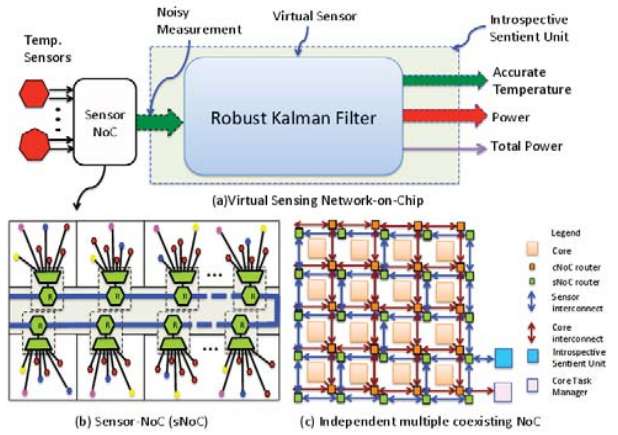 Noisy
Measurement
Virtual Sensor
Introspective
Sentient Unit
Temp.
Sensors
Sensor
NoC
Robust Kalman Filter
Accurate
Temperature
Power
Total Power
(a)Virtual Sensing Network-on-Chip
R R R R
R R R R
... 
...
(b) Sensor-NoC (sNoC)
Legend
Core
cNoC router
sNoC router
Sensor
interconnect
Core
interconnect
Introspective
Sentient Unit
Core Task
Manager
(c) Independent multiple coexisting NoC